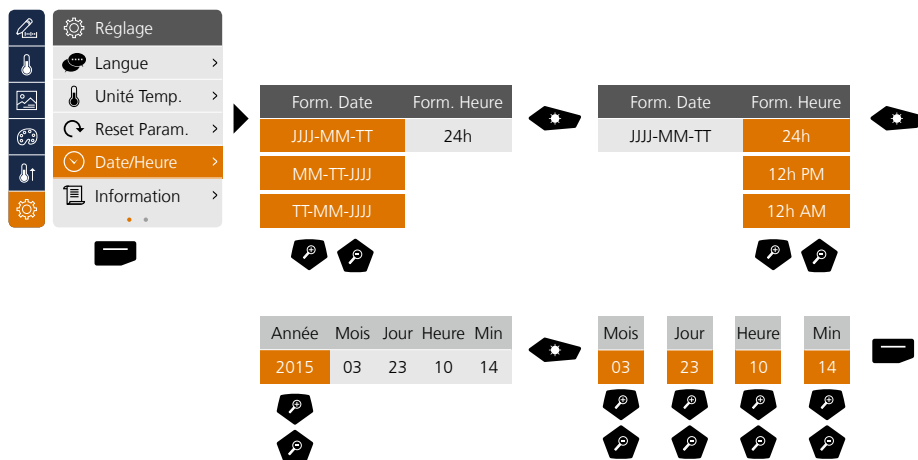 Réglage
Langue
Unité Temp.
Reset Param.
Date/Heure
Information
Form. Date Form. Heure
JJJJ-MM-TT 24h
MM-TT-JJJJ
TT-MM-JJJJ
Form. Date Form. Heure
JJJJ-MM-TT 24h
12h PM
12h AM
Année Mois Jour Heure Min
2015 03 23 10 14
Mois Jour Heure Min
03 23 10 14